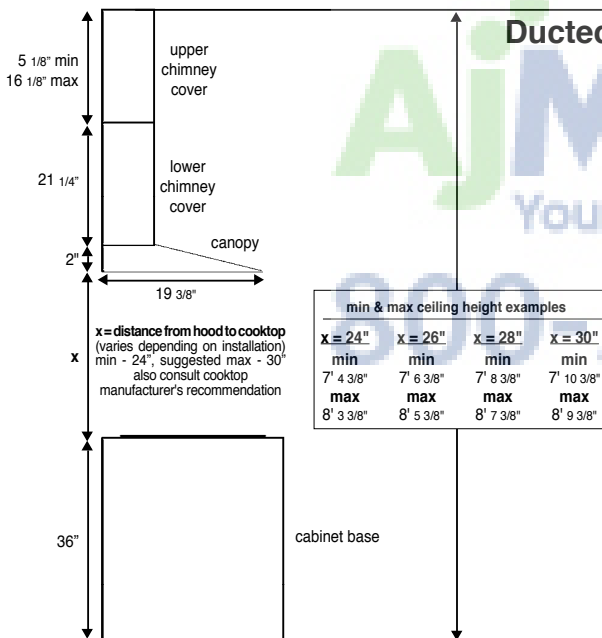 Ducted
AjM
You
800-
5 1/8” min
16 1/8” max
upper
chimney
cover
21 1/4”
lower
chimney
cover
canopy
2"
19 3/8"
x
x = distance from hood to cooktop
(varies depending on installation)
min - 24", suggested max - 30”
also consult cooktop
manufacturer's recommendation
min & max ceiling height examples
x = 24" x = 26" x = 28" x = 30"
min min min min
7' 4 3/8" 7' 6 3/8" 7' 8 3/8" 7' 10 3/8"
max max max max
8' 3 3/8" 8' 5 3/8" 8' 7 3/8" 8' 9 3/8"
36”
cabinet base